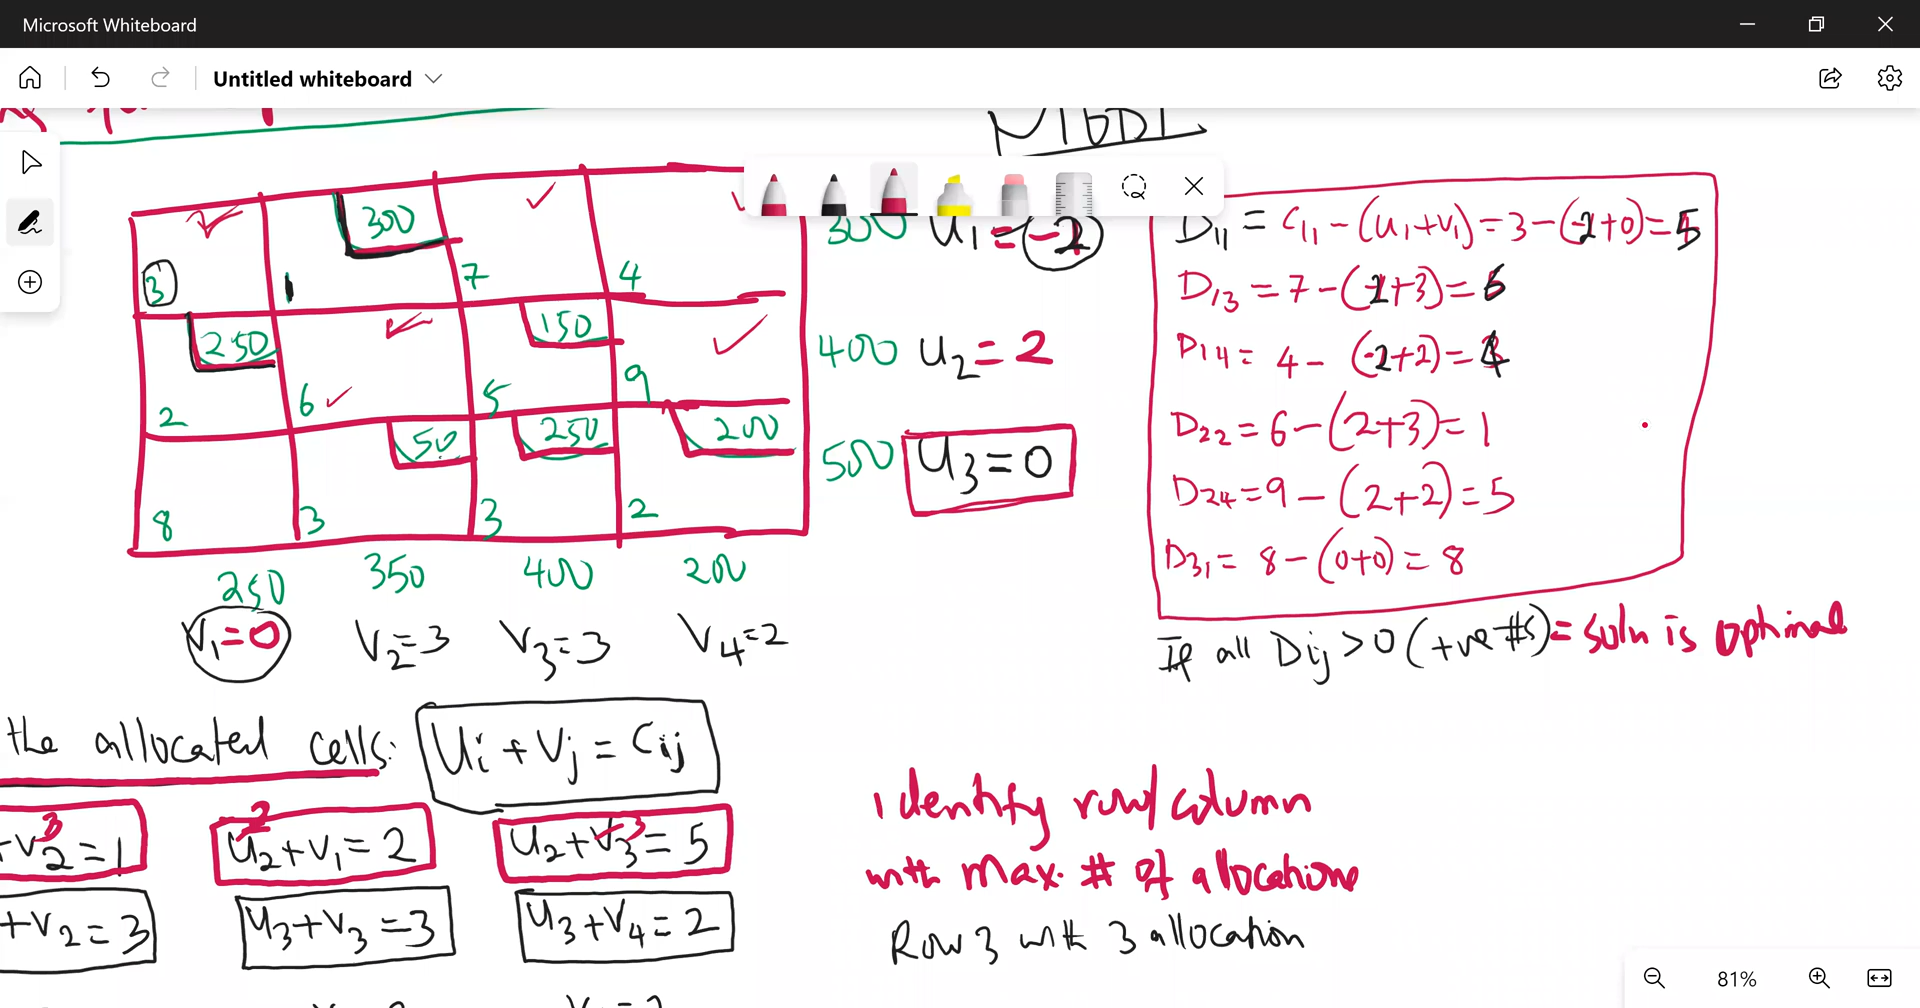 Microsoft Whiteboard
Untitled whiteboard
MODI
300
3 1 7 4
300 U1 = -2
250 150
2 6 5 9
400 U2 = 2
50 250 200
8 3 3 2
500 U3 = 0
250 350 400 200
V1=0 V2=3 V3=3 V4=2
D11 = C11 - (U1+V1) = 3 - (-2+0) = 5
D13 = 7 - (-2+3) = 6
D14 = 4 - (-2+2) = 4
D22 = 6 - (2+3) = 1
D24 = 9 - (2+2) = 5
D31 = 8 - (0+0) = 8
If all Dij > 0 (+ve #s) = soln is optimal
the allocated cells: Ui + Vj = Cij
3 2 3
+V2 = 1 U2+V1 = 2 U2+V3 = 5
+V2 = 3 U3+V3 = 3 U3+V4 = 2
identify row/column
with max. # of allocations
Row 3 with 3 allocation
81%